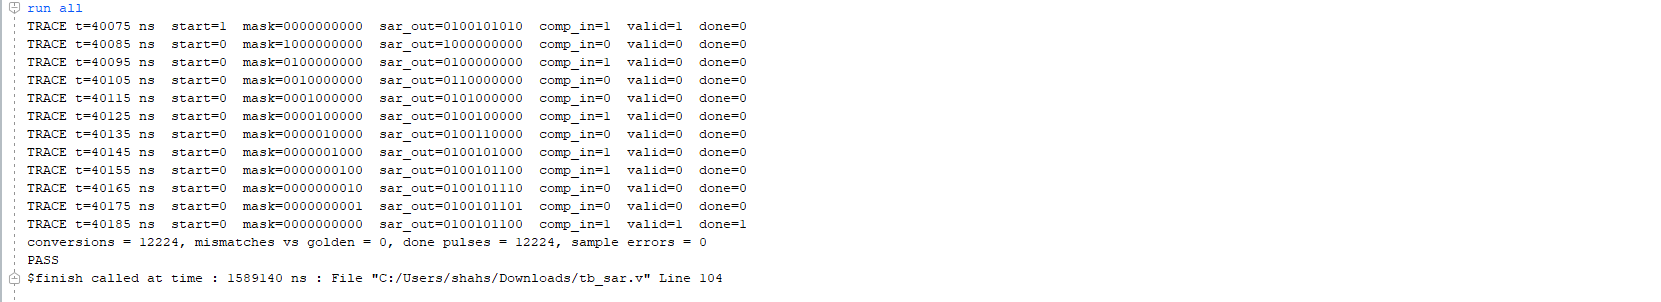 run all
TRACE t=40075 ns  start=1  mask=0000000000  sar_out=0100101010  comp_in=1  valid=1  done=0
TRACE t=40085 ns  start=0  mask=1000000000  sar_out=1000000000  comp_in=0  valid=0  done=0
TRACE t=40095 ns  start=0  mask=0100000000  sar_out=0100000000  comp_in=1  valid=0  done=0
TRACE t=40105 ns  start=0  mask=0010000000  sar_out=0110000000  comp_in=0  valid=0  done=0
TRACE t=40115 ns  start=0  mask=0001000000  sar_out=0101000000  comp_in=0  valid=0  done=0
TRACE t=40125 ns  start=0  mask=0000100000  sar_out=0100100000  comp_in=1  valid=0  done=0
TRACE t=40135 ns  start=0  mask=0000010000  sar_out=0100110000  comp_in=0  valid=0  done=0
TRACE t=40145 ns  start=0  mask=0000001000  sar_out=0100101000  comp_in=1  valid=0  done=0
TRACE t=40155 ns  start=0  mask=0000000100  sar_out=0100101100  comp_in=1  valid=0  done=0
TRACE t=40165 ns  start=0  mask=0000000010  sar_out=0100101110  comp_in=0  valid=0  done=0
TRACE t=40175 ns  start=0  mask=0000000001  sar_out=0100101101  comp_in=0  valid=0  done=0
TRACE t=40185 ns  start=0  mask=0000000000  sar_out=0100101100  comp_in=1  valid=1  done=1
conversions = 12224, mismatches vs golden = 0, done pulses = 12224, sample errors = 0
PASS
$finish called at time : 1589140 ns : File "C:/Users/shahs/Downloads/tb_sar.v" Line 104